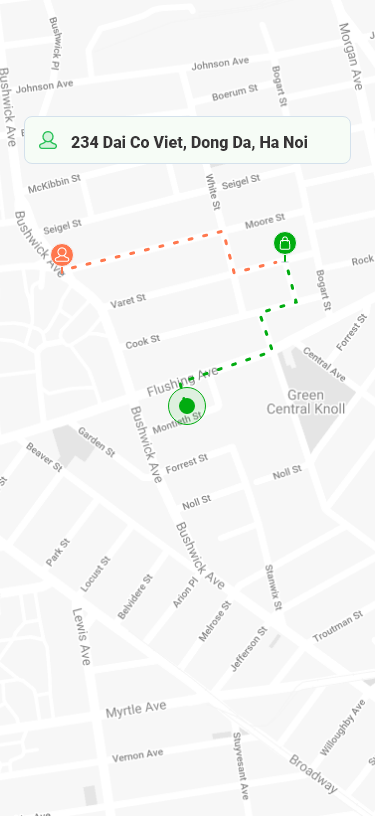 Bushwick Pl
Morgan Ave
Johnson Ave
Bogart St
Bushwick Ave
Johnson Ave
Boerum St
234 Dai Co Viet, Dong Da, Ha Noi
McKibbin St
White St
Seigel St
Bushwick Ave
Seigel St
Moore St
Rock
Bogart St
Varet St
Forrest St
Cook St
Central Ave
Flushing Ave
Green
Central Knoll
Montieth St
Bushwick Ave
Garden St
Beaver St
Forrest St
Noll St
St
Noll St
Bushwick Ave
Park St
Locust St
Belvidere St
Arion Pl
Stanwix St
Melrose St
Troutman St
Lewis Ave
Jefferson St
Myrtle Ave
Willoughby Ave
Vernon Ave
Stuyvesant Ave
Broadway